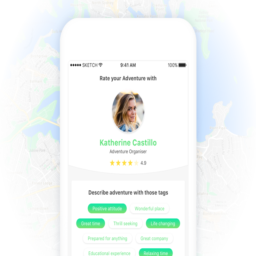 SKETCH 9:41 AM 100%
Rate your Adventure with
Katherine Castillo
Adventure Organiser
4.0
Describe adventure with those tags
Positive attitude Wonderful place
Great time Thrill seeking Life changing
Prepared for anything Great company
Educational experience Relaxing time